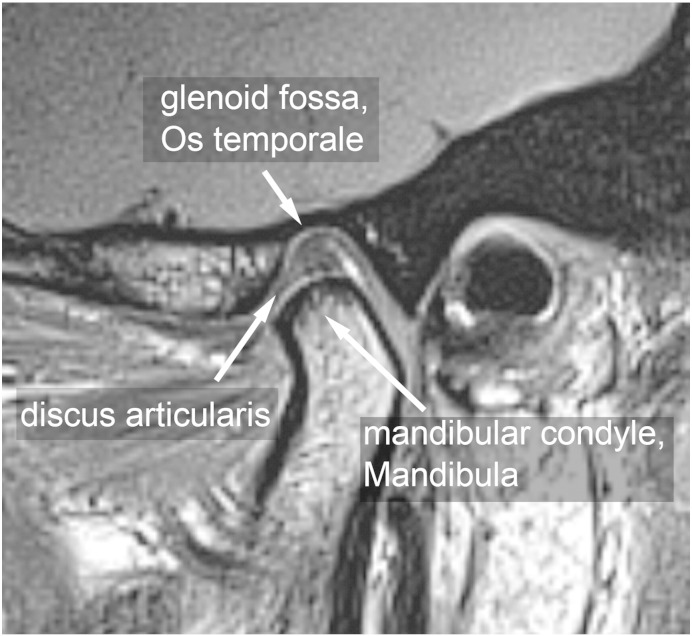 glenoid fossa,
Os temporale
discus articularis
mandibular condyle,
Mandibula